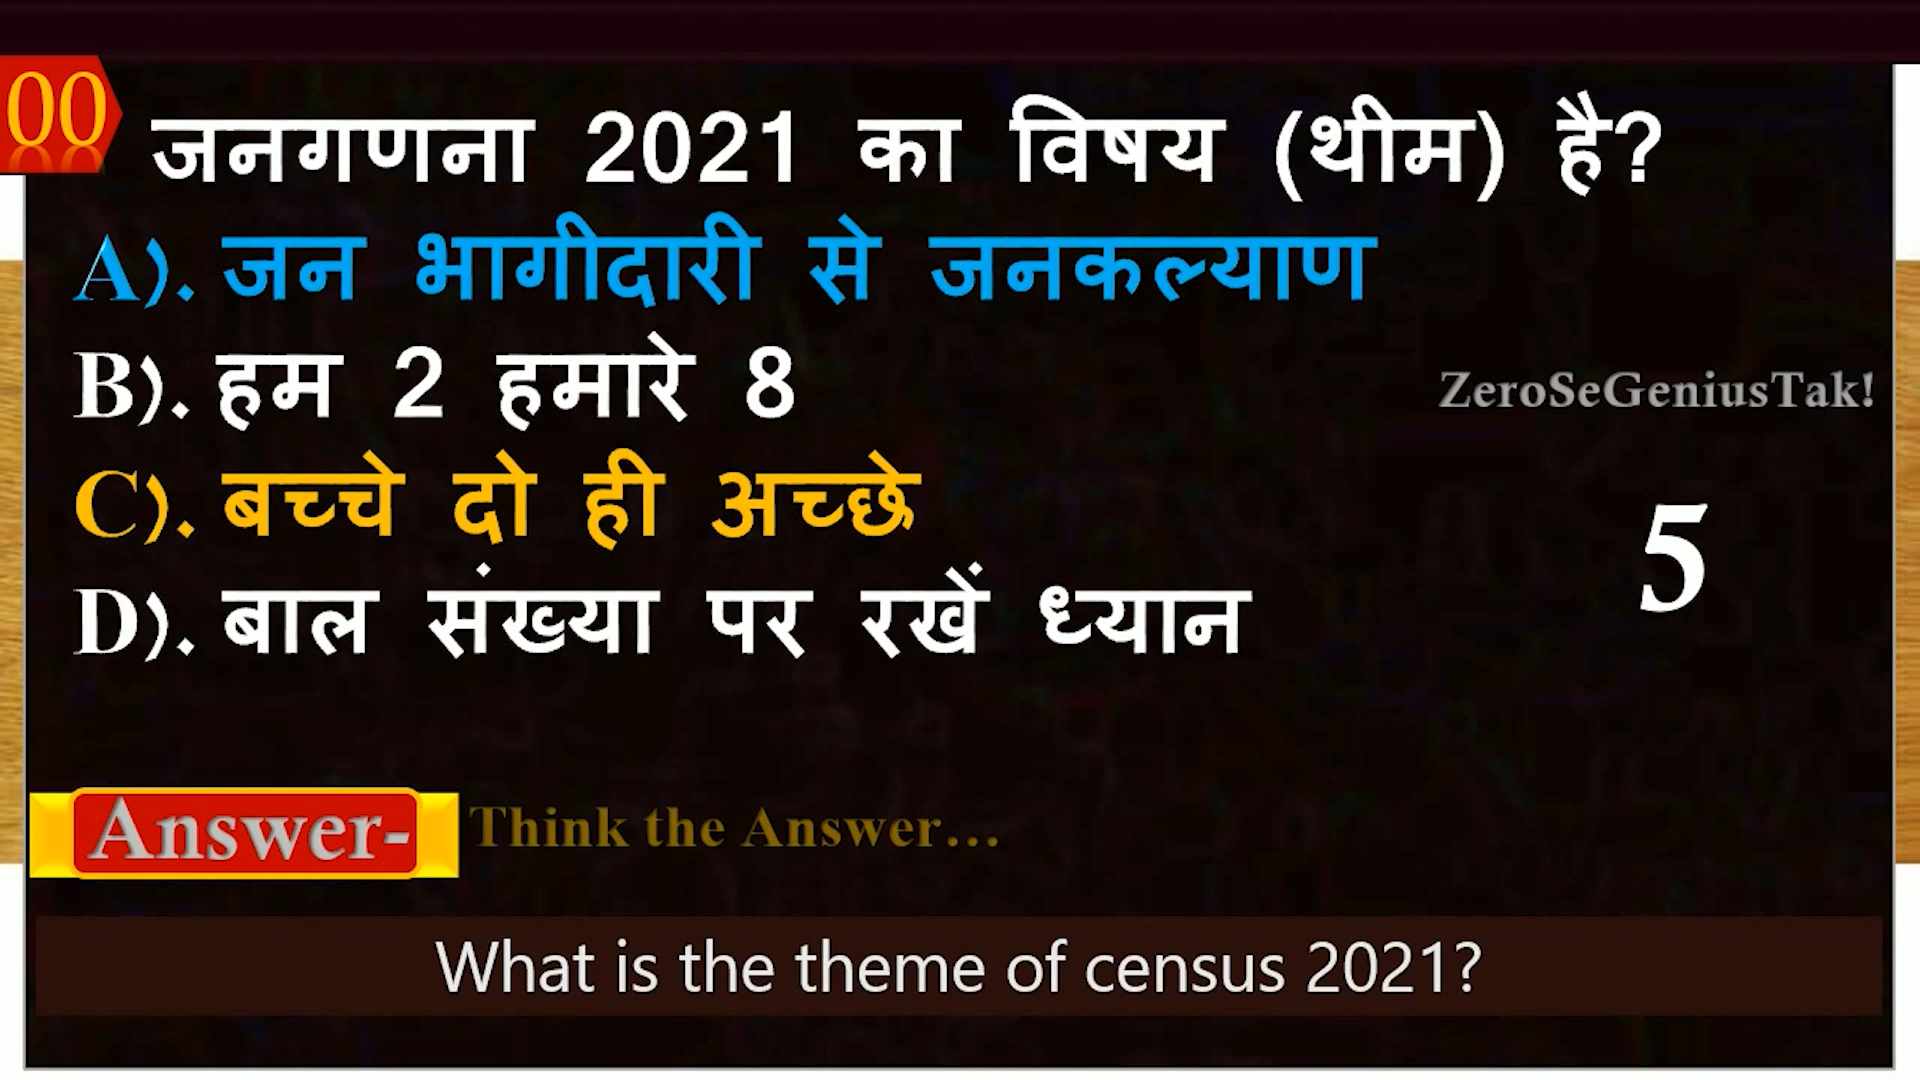 00
जनगणना 2021 का विषय (थीम) है?
A). जन भागीदारी से जनकल्याण
B). हम 2 हमारे 8
ZeroSeGeniusTak!
C). बच्चे दो ही अच्छे
5
D). बाल संख्या पर रखें ध्यान
Answer- Think the Answer...
What is the theme of census 2021?